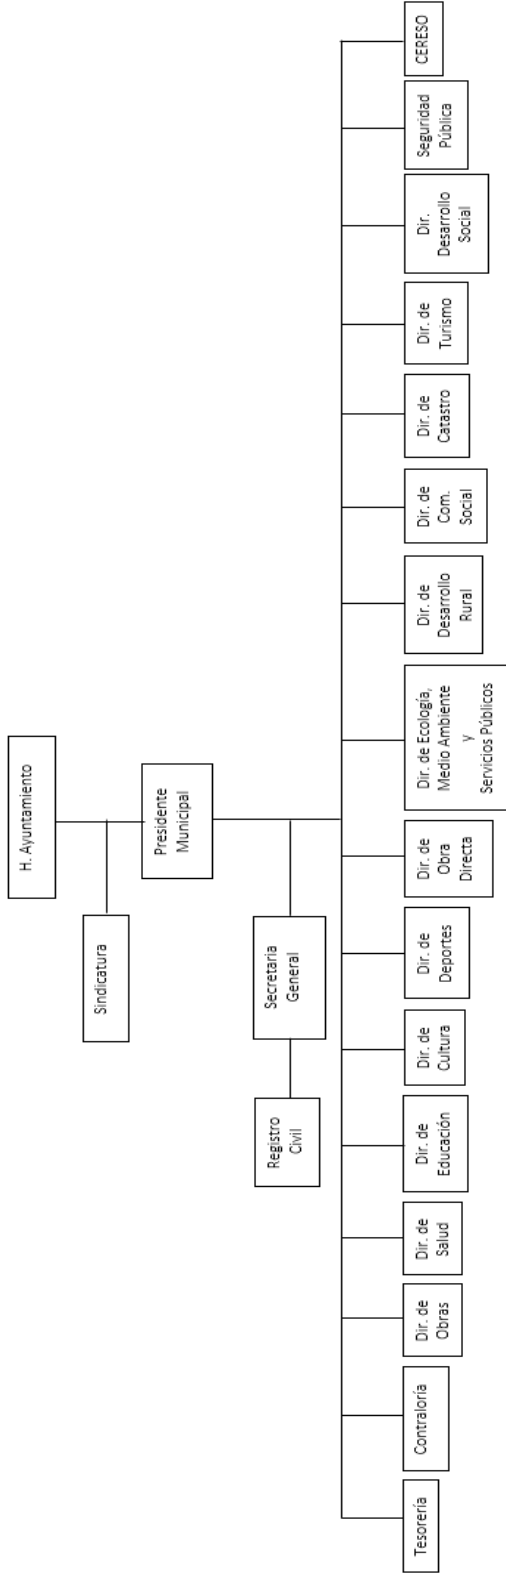 H. Ayuntamiento
Sindicatura
Presidente
Municipal
Secretaria
General
Registro
Civil
Tesorería
Contraloría
Dir. de
Obras
Dir. de
Salud
Dir. de
Educación
Dir. de
Cultura
Dir. de
Deportes
Dir. de
Obra
Directa
Dir. de Ecología,
Medio Ambiente
y
Servicios Públicos
Dir. de
Desarrollo
Rural
Dir. de
Com.
Social
Dir. de
Catastro
Dir. de
Turismo
Dir.
Desarrollo
Social
Seguridad
Pública
CERESO